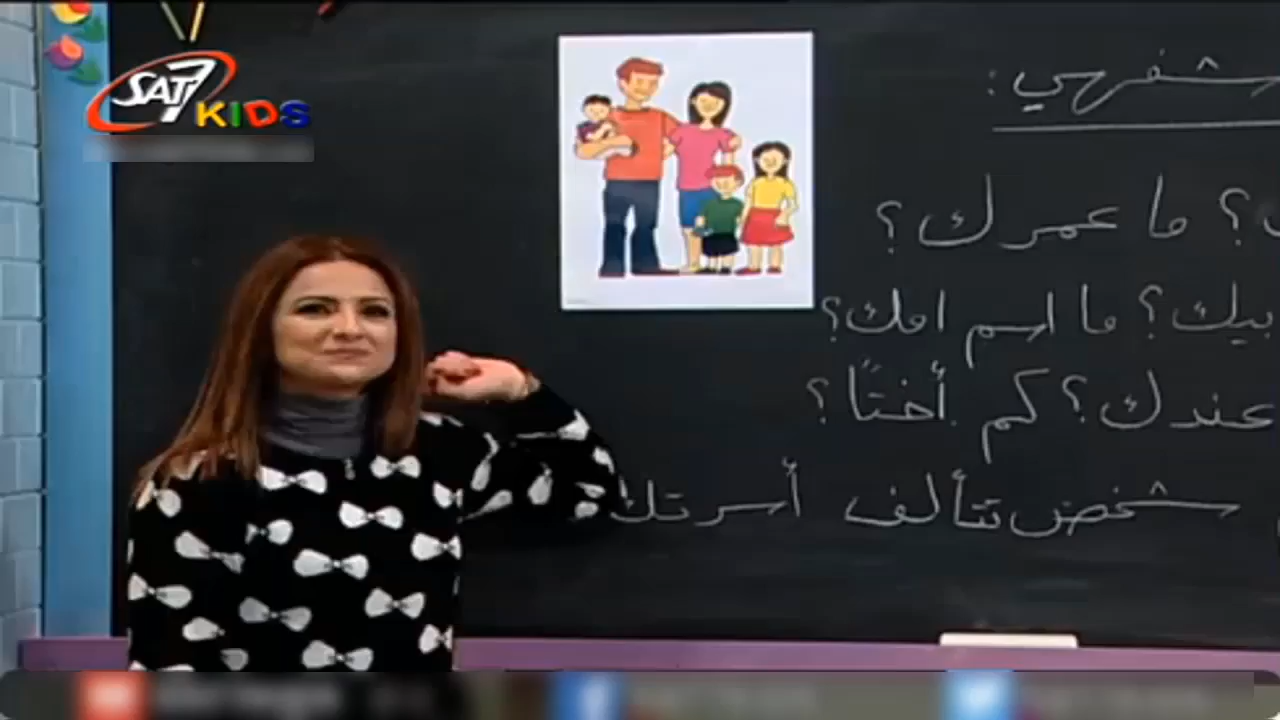 SAT7
KIDS
شفهي:
؟ ما عمرك؟
بيك؟ ما اسم امك؟
عندك؟ كم أختًا؟
شخص تتألف أسرتك